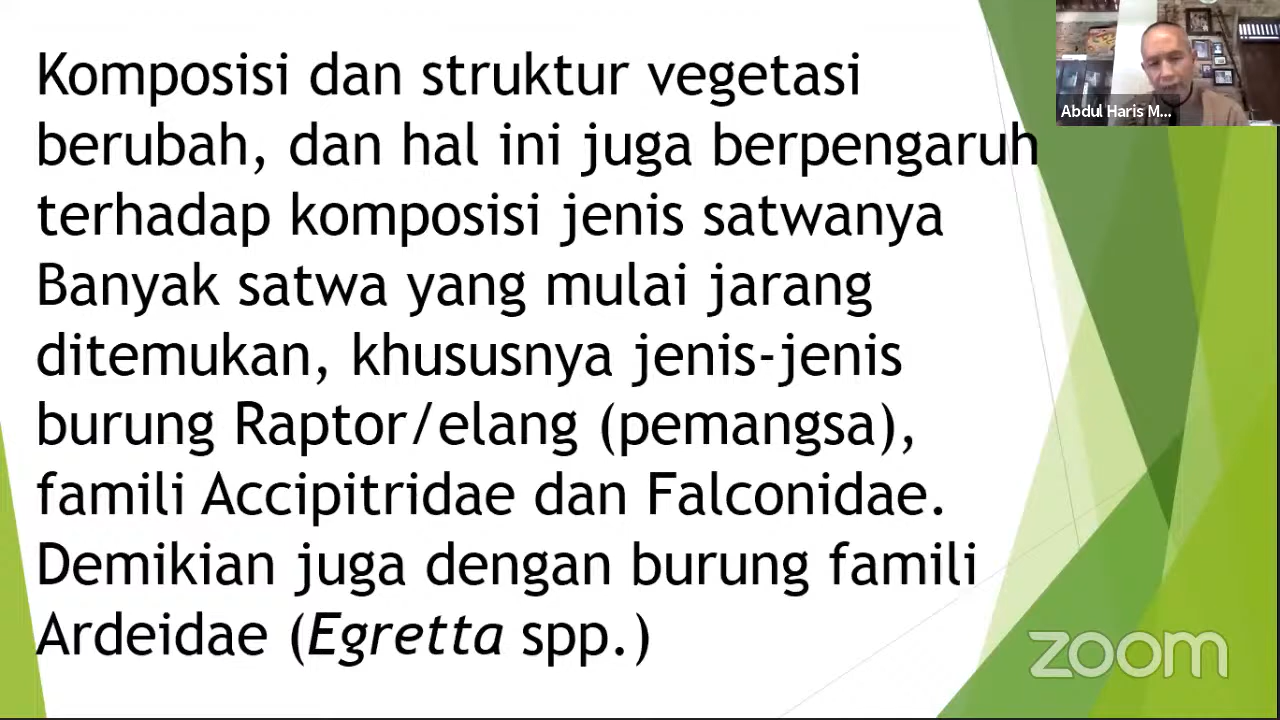 Komposisi dan struktur vegetasi
berubah, dan hal ini juga berpengaruh
terhadap komposisi jenis satwanya
Banyak satwa yang mulai jarang
ditemukan, khususnya jenis-jenis
burung Raptor/elang (pemangsa),
famili Accipitridae dan Falconidae.
Demikian juga dengan burung famili
Ardeidae (Egretta spp.)
Abdul Haris M...
zoom